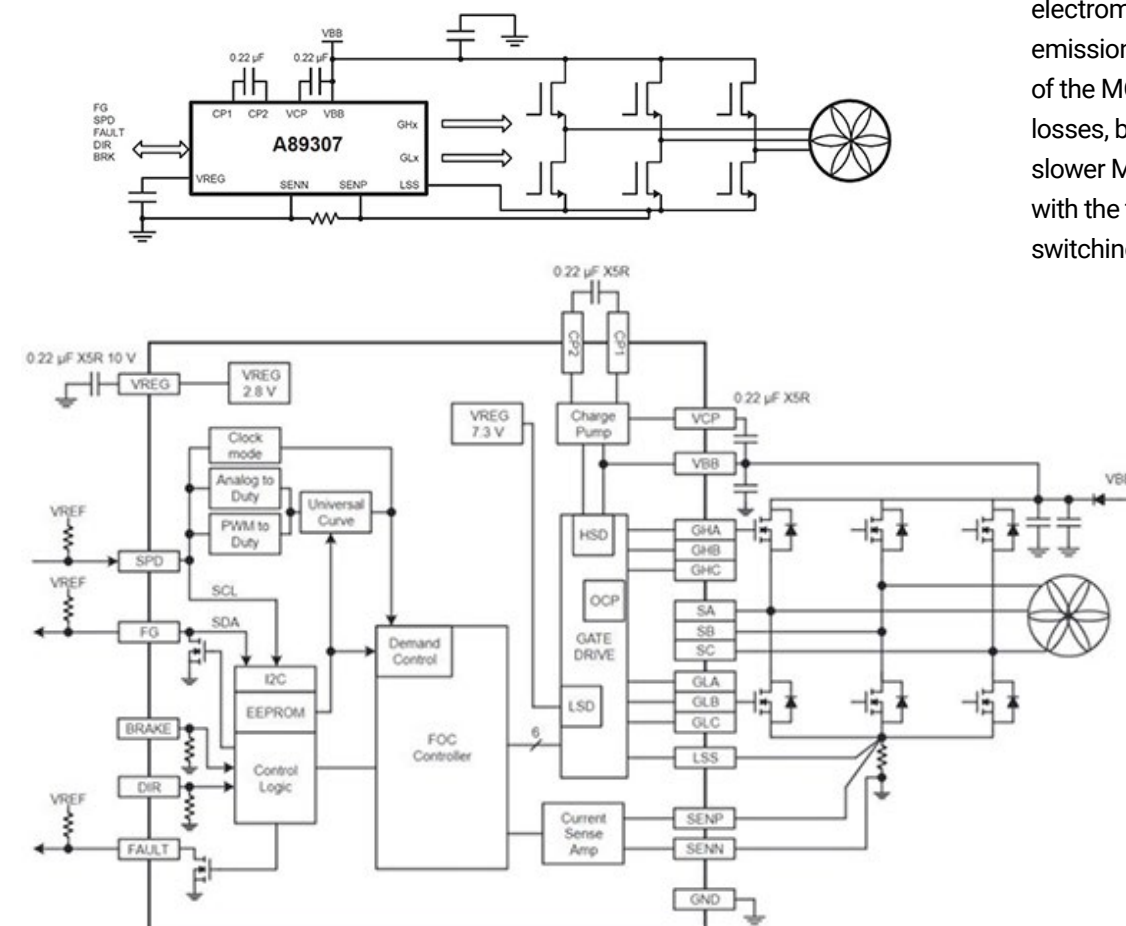 electrom
emission
of the MO
losses, b
slower M
with the
switchin
VBB
0.22 µF
0.22 µF
FG
SPD
FAULT
DIR
BRK
CP1
CP2
VCP
VBB
A89307
GHx
GLx
VREG
SENN
SENP
LSS
0.22 µF X5R
CP2
CP1
0.22 µF X5R 10 V
VREG
VREG
2.8 V
VREG
7.3 V
Charge
Pump
VCP
0.22 µF X5R
VBB
VB
Clock
mode
Analog to
Duty
PWM to
Duty
Universal
Curve
VREF
SPD
VREF
SCL
FG
SDA
HSD
OCP
GATE
DRIVE
LSD
GHA
GHB
GHC
SA
SB
SC
GLA
GLB
GLC
LSS
Demand
Control
I2C
EEPROM
FOC
Controller
6
BRAKE
Control
Logic
DIR
VREF
FAULT
Current
Sense
Amp
SENP
SENN
GND